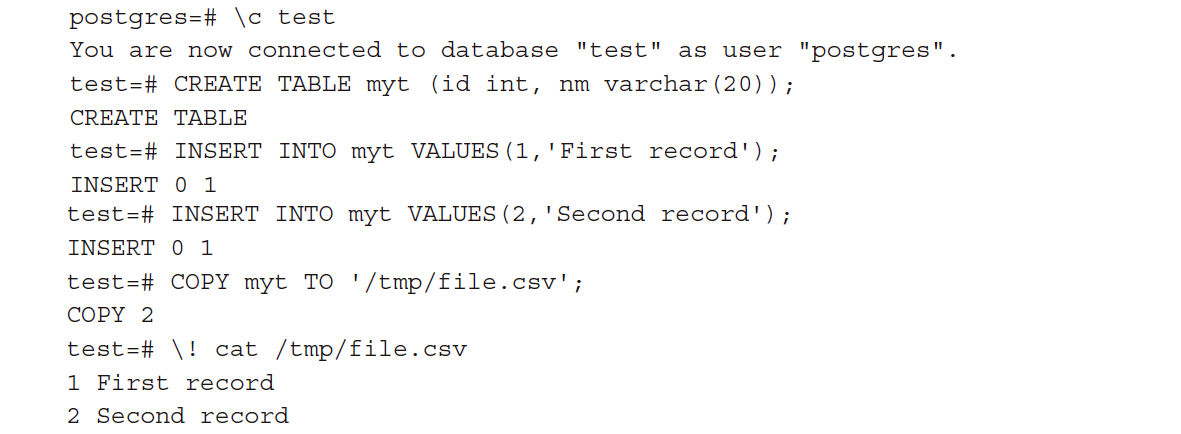 postgres=# \c test
You are now connected to database "test" as user "postgres".
test=# CREATE TABLE myt (id int, nm varchar(20));
CREATE TABLE
test=# INSERT INTO myt VALUES(1,'First record');
INSERT 0 1
test=# INSERT INTO myt VALUES(2,'Second record');
INSERT 0 1
test=# COPY myt TO '/tmp/file.csv';
COPY 2
test=# \! cat /tmp/file.csv
1 First record
2 Second record